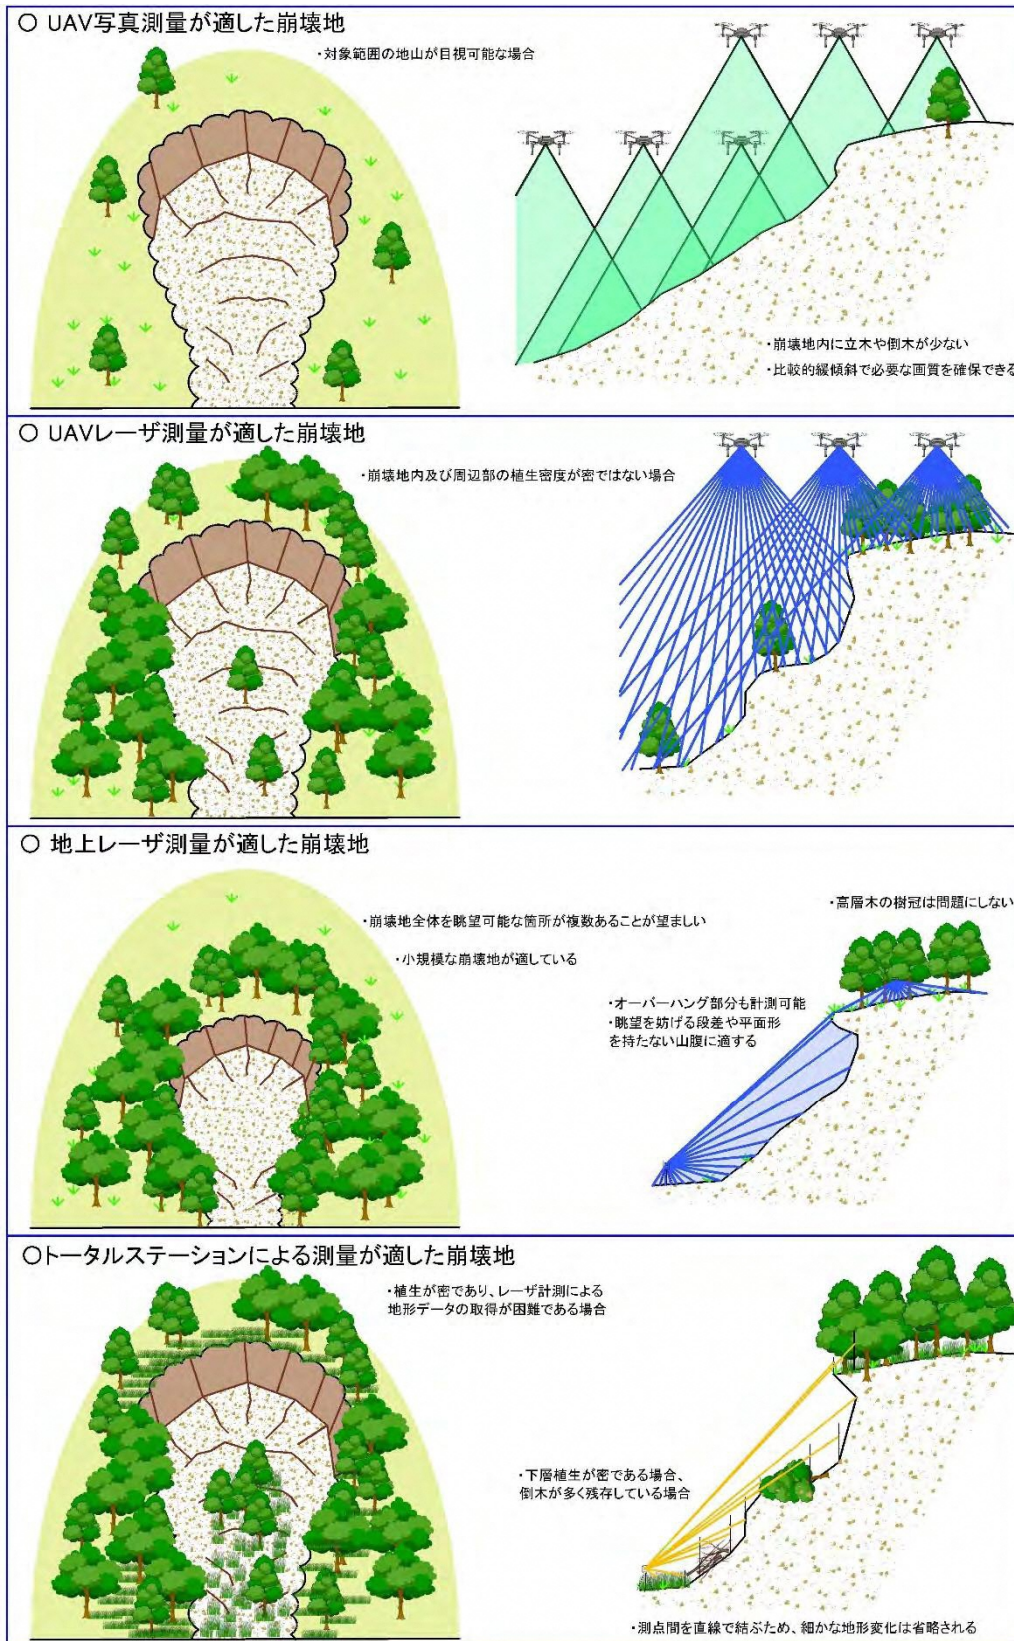 ○ UAV写真測量が適した崩壊地
・対象範囲の地山が目視可能な場合
・崩壊地内に立木や倒木が少ない
・比較的緩傾斜で必要な画質を確保できる
○ UAVレーザ測量が適した崩壊地
・崩壊地内及び周辺部の植生密度が密ではない場合
○ 地上レーザ測量が適した崩壊地
・高層木の樹冠は問題にしない
・崩壊地全体を眺望可能な箇所が複数あることが望ましい
・小規模な崩壊地が適している
・オーバーハング部分も計測可能
・眺望を妨げる段差や平面形
を持たない山腹に適する
○トータルステーションによる測量が適した崩壊地
・植生が密であり、レーザ計測による
地形データの取得が困難である場合
・下層植生が密である場合、
倒木が多く残存している場合
・測点間を直線で結ぶため、細かな地形変化は省略される